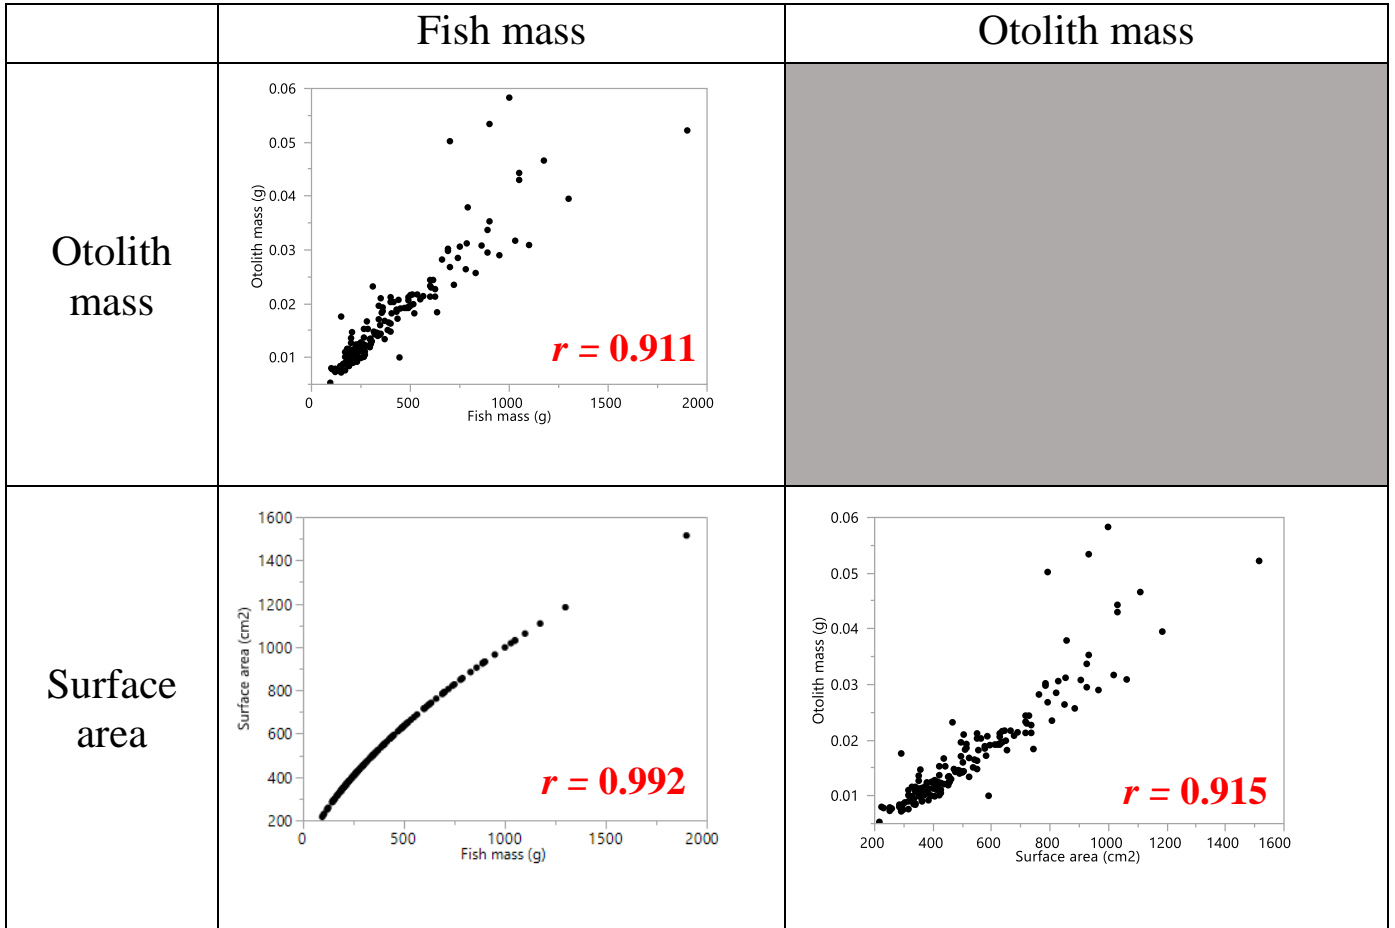 Fish mass
Otolith mass
Otolith
mass
0.06
0.05
0.04
0.03
0.02
0.01
Otolith mass (g)
r = 0.911
0 500 1000 1500 2000
Fish mass (g)
Surface
area
1600
1400
1200
1000
800
600
400
200
Surface area (cm2)
r = 0.992
0 500 1000 1500 2000
Fish mass (g)
0.06
0.05
0.04
0.03
0.02
0.01
Otolith mass (g)
r = 0.915
200 400 600 800 1000 1200 1400 1600
Surface area (cm2)